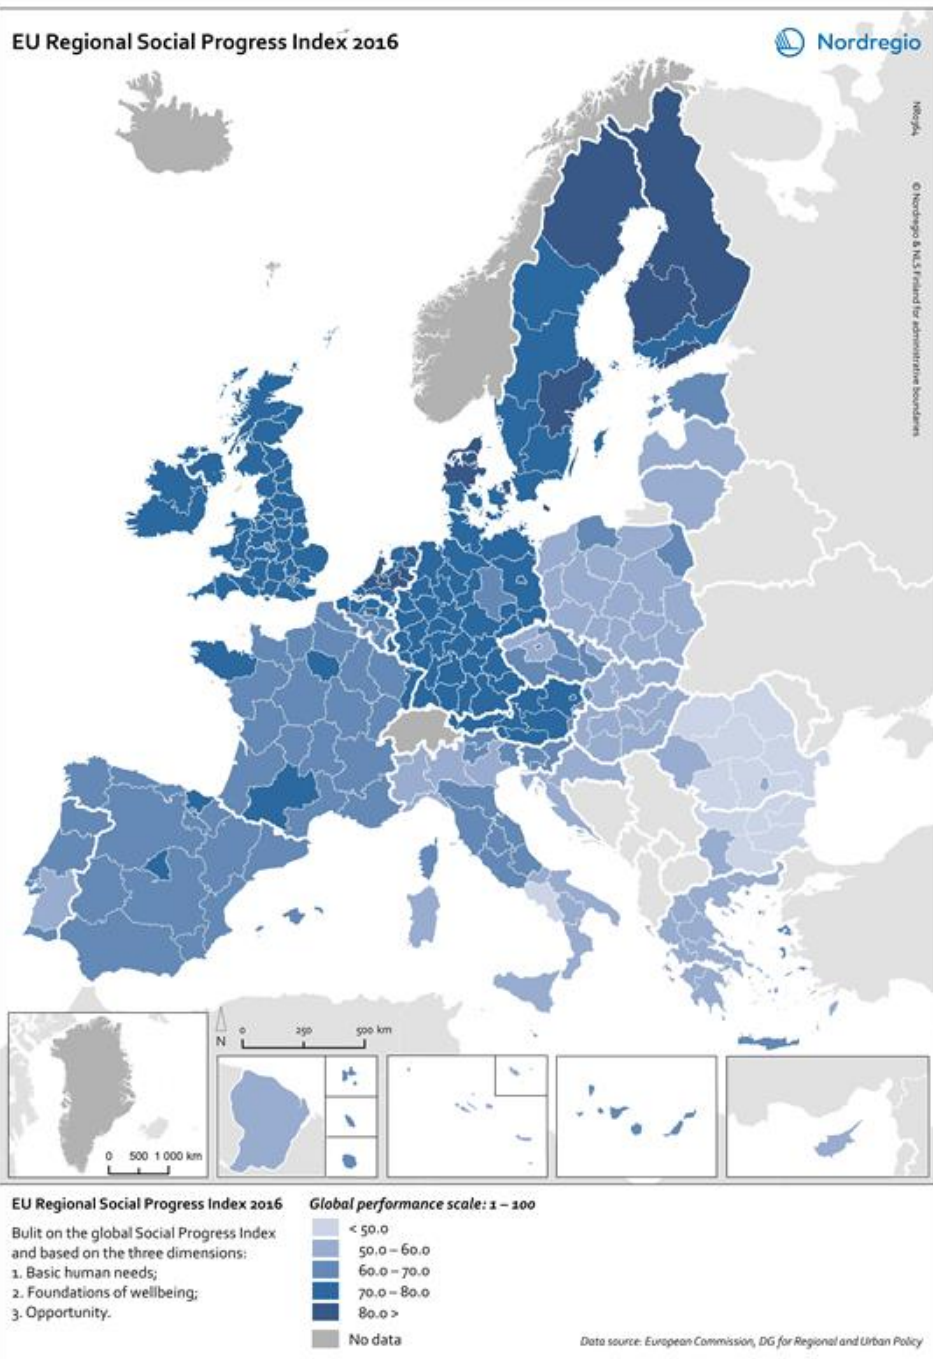 EU Regional Social Progress Index 2016
Nordregio
NR0364
© Nordregio & NLS Finland for administrative boundaries
N
0 250 500 km
0 500 1 000 km
EU Regional Social Progress Index 2016
Bulit on the global Social Progress Index
and based on the three dimensions:
1. Basic human needs;
2. Foundations of wellbeing;
3. Opportunity.
Global performance scale: 1 – 100
< 50.0
50.0 – 60.0
60.0 – 70.0
70.0 – 80.0
80.0 >
No data
Data source: European Commission, DG for Regional and Urban Policy